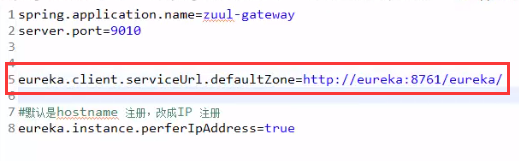 1 spring.application.name=zuul-gateway
2 server.port=9010
3
4
5 eureka.client.serviceUrl.defaultZone=http://eureka:8761/eureka/
6
7 #默认是hostname 注册，改成IP 注册
8 eureka.instance.perferIpAddress=true